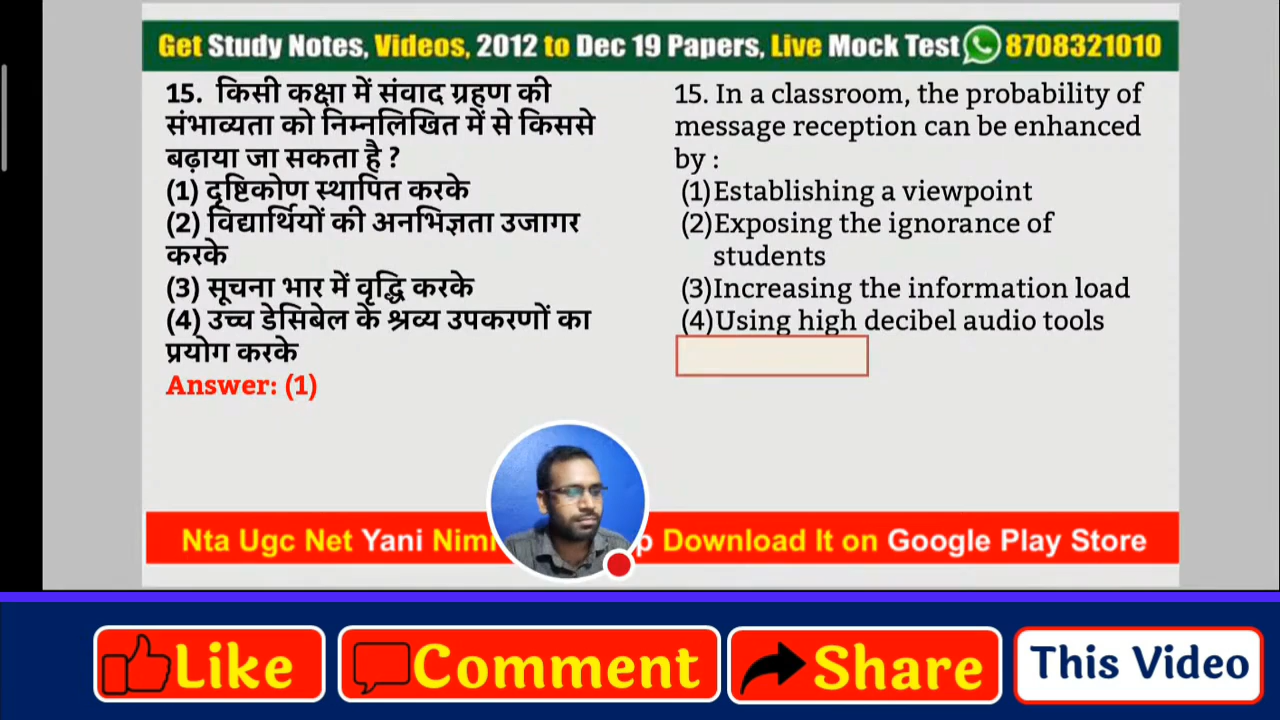 Get Study Notes, Videos, 2012 to Dec 19 Papers, Live Mock Test 8708321010
15. किसी कक्षा में संवाद ग्रहण की
संभाव्यता को निम्नलिखित में से किससे
बढ़ाया जा सकता है ?
(1) दृष्टिकोण स्थापित करके
(2) विद्यार्थियों की अनभिज्ञता उजागर
करके
(3) सूचना भार में वृद्धि करके
(4) उच्च डेसिबेल के श्रव्य उपकरणों का
प्रयोग करके
Answer: (1)
15. In a classroom, the probability of
message reception can be enhanced
by :
(1)Establishing a viewpoint
(2)Exposing the ignorance of
students
(3)Increasing the information load
(4)Using high decibel audio tools
Nta Ugc Net Yani Download It on Google Play Store
Like
Comment
Share
This Video